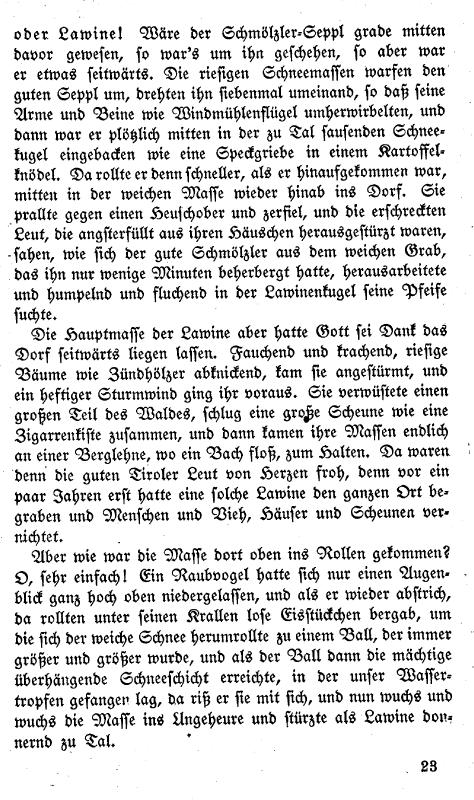 oder Lawine! Wäre der Schmölzler-Seppl grade mitten
davor gewesen, so war's um ihn geschehen, so aber war
er etwas seitwärts. Die riesigen Schneemassen warfen den
guten Seppl um, drehten ihn siebenmal umeinand, so daß seine
Arme und Beine wie Windmühlenflügel umherwirbelten, und
dann war er plötzlich mitten in der zu Tal sausenden Schnee-
kugel eingebacken wie eine Speckgriebe in einem Kartoffel-
knödel. Da rollte er denn schneller, als er hinaufgekommen war,
mitten in der weichen Masse wieder hinab ins Dorf. Sie
prallte gegen einen Heuschober und zerfiel, und die erschreckten
Leut, die angsterfüllt aus ihren Häuschen herausgestürzt waren,
sahen, wie sich der gute Schmölzler aus dem weichen Grab,
das ihn nur wenige Minuten beherbergt hatte, herausarbeitete
und humpelnd und fluchend in der Lawinenkugel seine Pfeife
suchte.
Die Hauptmasse der Lawine aber hatte Gott sei Dank das
Dorf seitwärts liegen lassen. Fauchend und krachend, riesige
Bäume wie Zündhölzer abknickend, kam sie angestürmt, und
ein heftiger Sturmwind ging ihr voraus. Sie verwüstete einen
großen Teil des Waldes, schlug eine große Scheune wie eine
Zigarrenkiste zusammen, und dann kamen ihre Massen endlich
an einer Berglehne, wo ein Bach floß, zum Halten. Da waren
denn die guten Tiroler Leut von Herzen froh, denn vor ein
paar Jahren erst hatte eine solche Lawine den ganzen Ort be-
graben und Menschen und Vieh, Häuser und Scheunen ver-
nichtet.
Aber wie war die Masse dort oben ins Rollen gekommen?
O, sehr einfach! Ein Raubvogel hatte sich nur einen Augen-
blick ganz hoch oben niedergelassen, und als er wieder abstrich,
da rollten unter seinen Krallen lose Eisstückchen bergab, um
die sich der weiche Schnee herumrollte zu einem Ball, der immer
größer und größer wurde, und als der Ball dann die mächtige
überhängende Schneeschicht erreichte, in der unser Wasser-
tropfen gefangen lag, da riß er sie mit sich, und nun wuchs und
wuchs die Masse ins Ungeheure und stürzte als Lawine don-
nernd zu Tal.
23